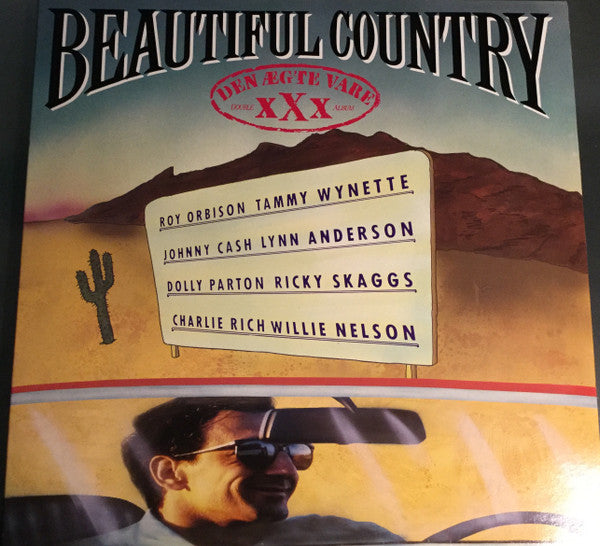 BEAUTIFUL COUNTRY
DEN ÆGTE VARE
DOUBLE xXx ALBUM
ROY ORBISON TAMMY WYNETTE
JOHNNY CASH LYNN ANDERSON
DOLLY PARTON RICKY SKAGGS
CHARLIE RICH WILLIE NELSON